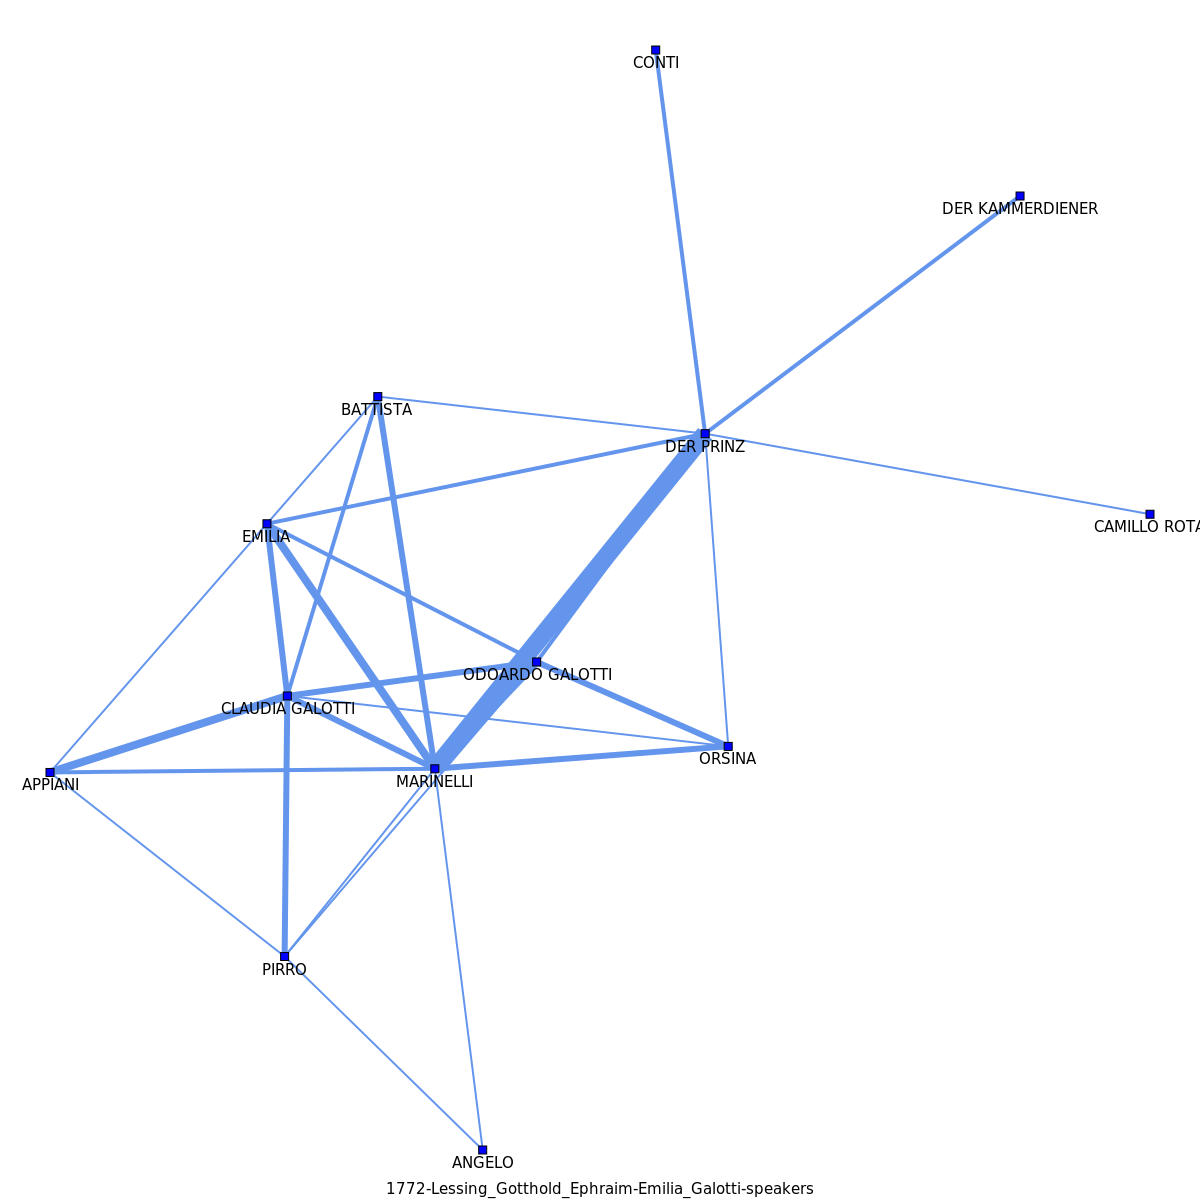 CONTI
DER KAMMERDIENER
BATTISTA
DER PRINZ
CAMILLO ROTA
EMILIA
ODOARDO GALOTTI
CLAUDIA GALOTTI
ORSINA
APPIANI
MARINELLI
PIRRO
ANGELO
1772-Lessing_Gotthold_Ephraim-Emilia_Galotti-speakers